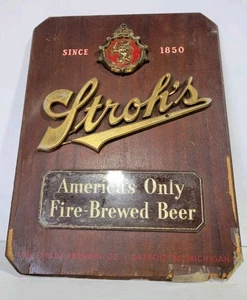 SINCE 1850
Stroh's
America's Only
Fire-Brewed Beer